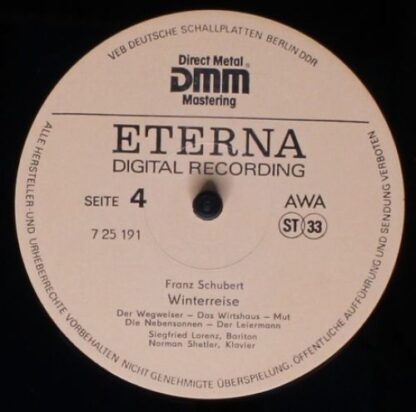 VEB DEUTSCHE SCHALLPLATTEN BERLIN DDR
Direct Metal
DMM
Mastering
ETERNA
DIGITAL RECORDING
SEITE 4
AWA
7 25 191
ST 33
Franz Schubert
Winterreise
Der Wegweiser – Das Wirtshaus – Mut
Die Nebensonnen – Der Leiermann
Siegfried Lorenz, Bariton
Norman Shetler, Klavier
ALLE HERSTELLER- UND URHEBERRECHTE VORBEHALTEN NICHT GENEHMIGTE ÜBERSPIELUNG, ÖFFENTLICHE AUFFÜHRUNG UND SENDUNG VERBOTEN